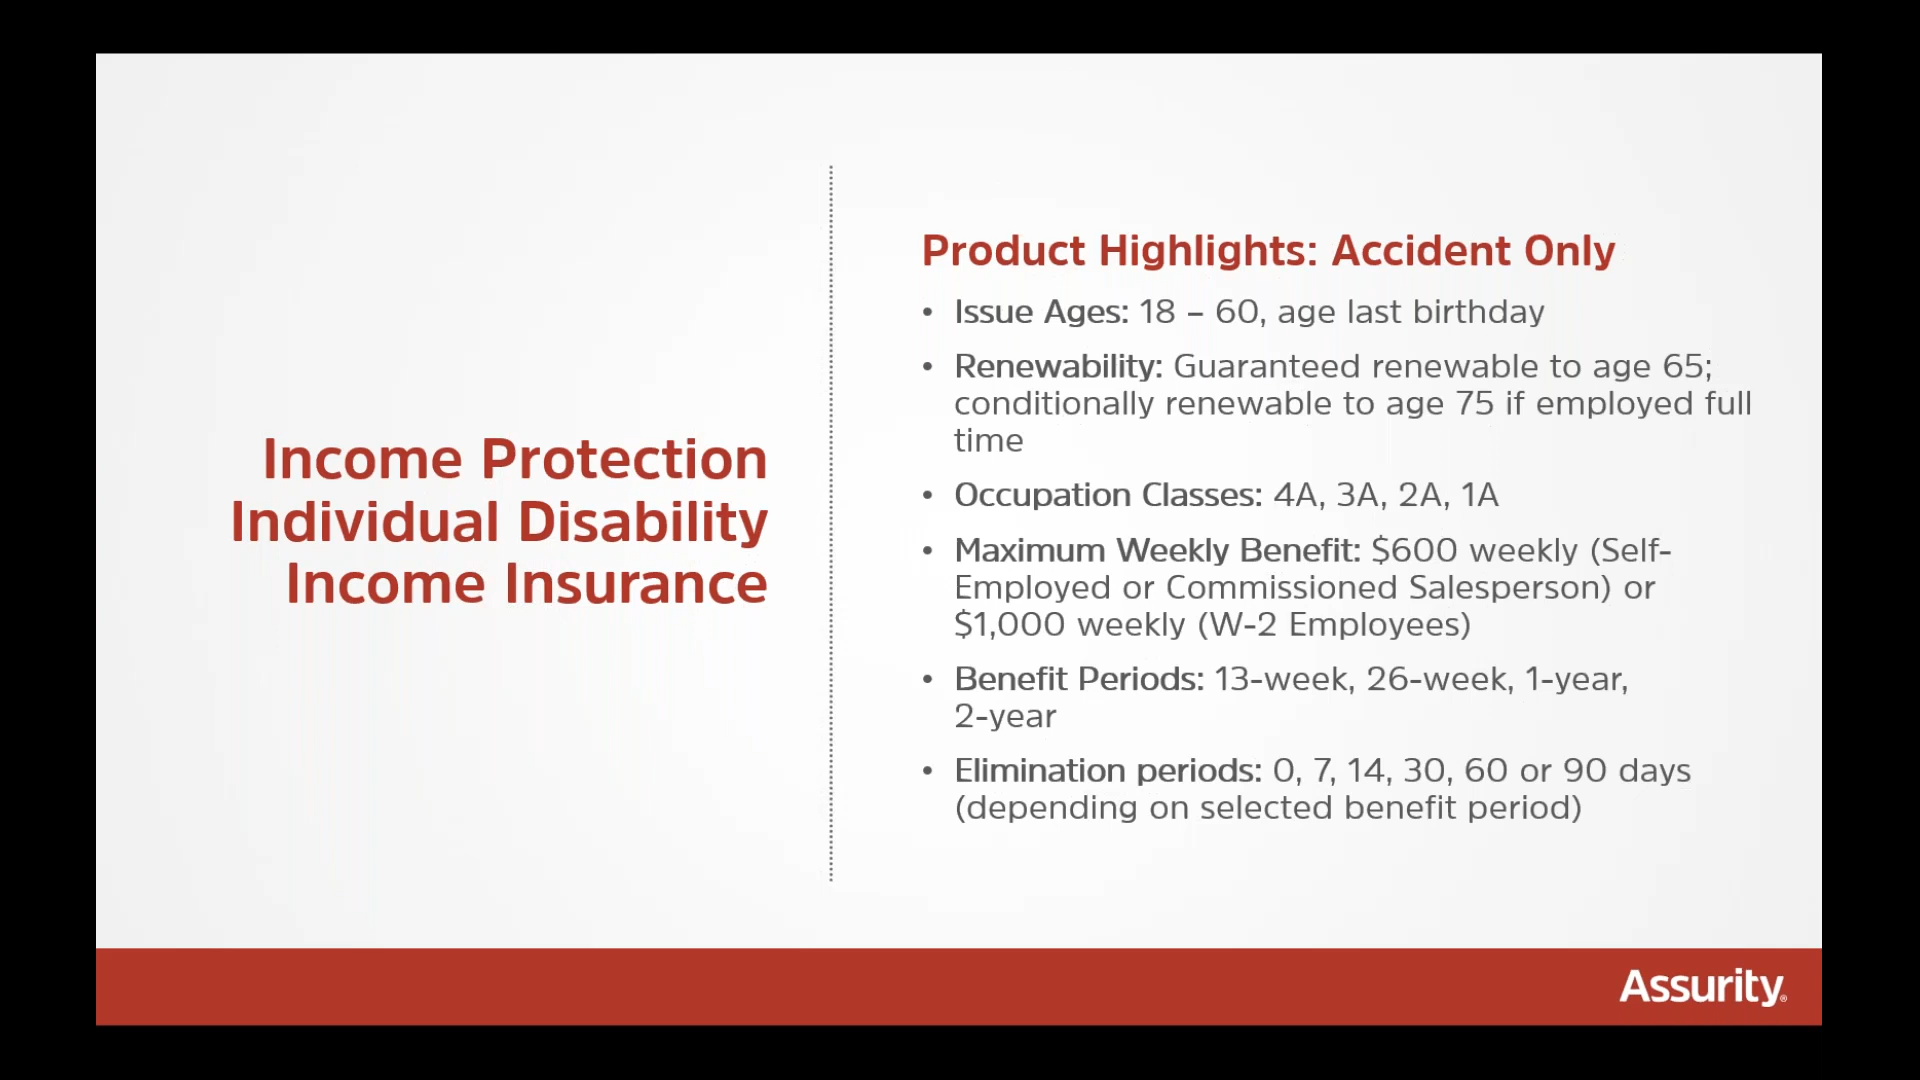 Income Protection
Individual Disability
Income Insurance
Product Highlights: Accident Only
• Issue Ages: 18 – 60, age last birthday
• Renewability: Guaranteed renewable to age 65;
conditionally renewable to age 75 if employed full
time
• Occupation Classes: 4A, 3A, 2A, 1A
• Maximum Weekly Benefit: $600 weekly (Self-
Employed or Commissioned Salesperson) or
$1,000 weekly (W-2 Employees)
• Benefit Periods: 13-week, 26-week, 1-year,
2-year
• Elimination periods: 0, 7, 14, 30, 60 or 90 days
(depending on selected benefit period)
Assurity®